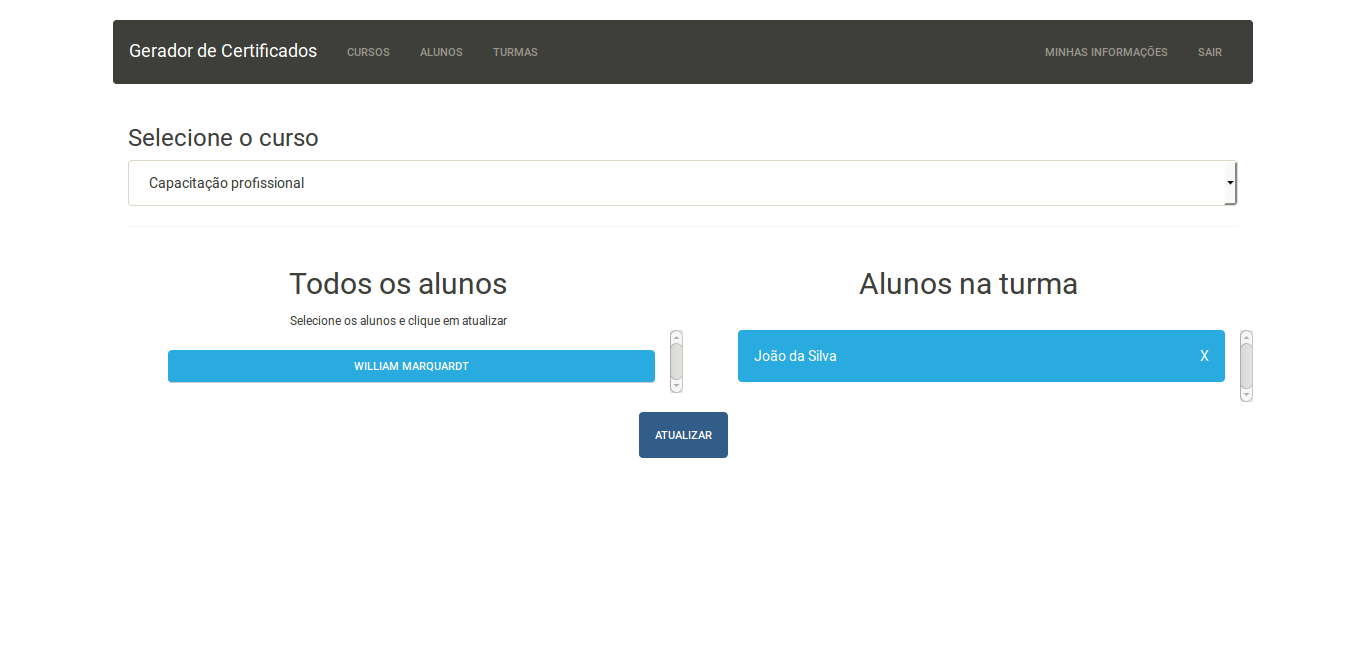 Gerador de Certificados CURSOS ALUNOS TURMAS MINHAS INFORMAÇÕES SAIR
Selecione o curso
Capacitação profissional
Todos os alunos
Selecione os alunos e clique em atualizar
WILLIAM MARQUARDT
Alunos na turma
João da Silva X
ATUALIZAR